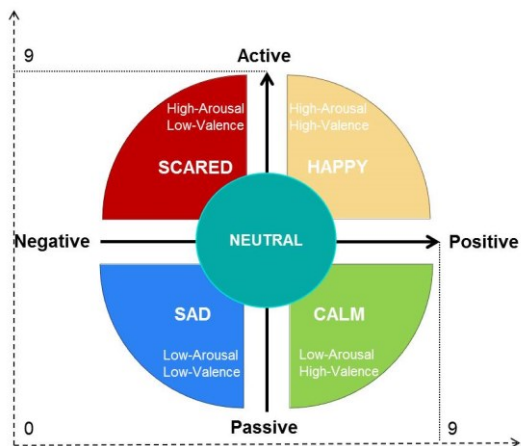 9
Active
High-Arousal
Low-Valence
SCARED
High-Arousal
High-Valence
HAPPY
Negative
NEUTRAL
Positive
SAD
Low-Arousal
Low-Valence
CALM
Low-Arousal
High-Valence
0
Passive
9